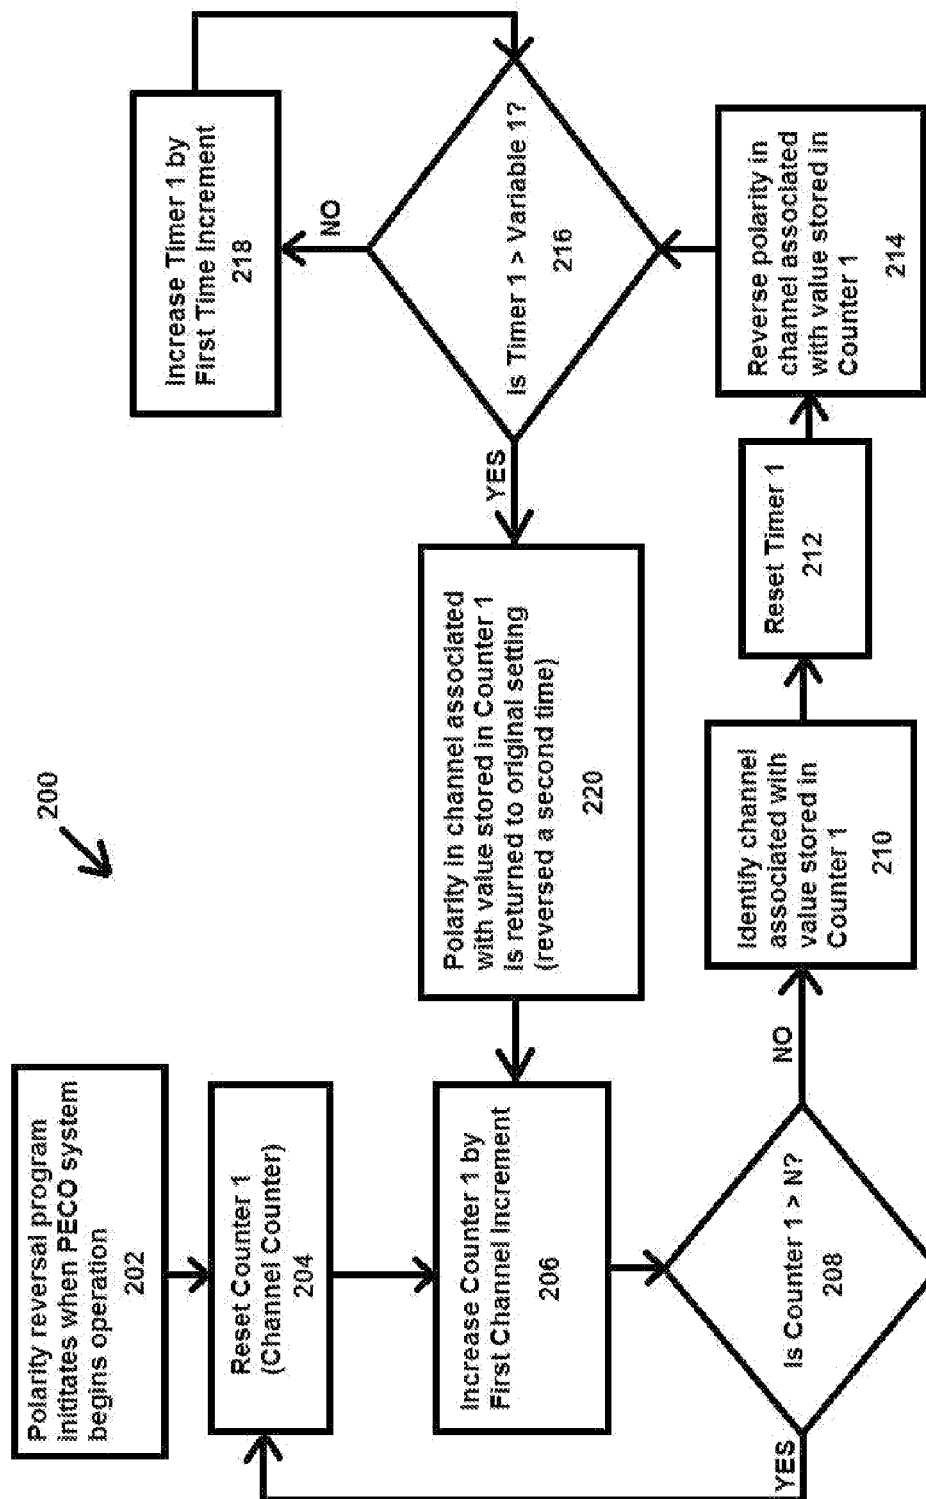 200
Polarity reversal program
inititates when PECO system
begins operation
202
Reset Counter 1
(Channel Counter)
204
Increase Counter 1 by
First Channel Increment
206
Is Counter 1 > N?
208
YES
NO
Identify channel
associated with
value stored in
Counter 1
210
Reset Timer 1
212
Reverse polarity in
channel associated
with value stored in
Counter 1
214
Is Timer 1 > Variable 1?
216
NO
Increase Timer 1 by
First Time Increment
218
YES
Polarity in channel associated
with value stored in Counter 1
is returned to original setting
(reversed a second time)
220